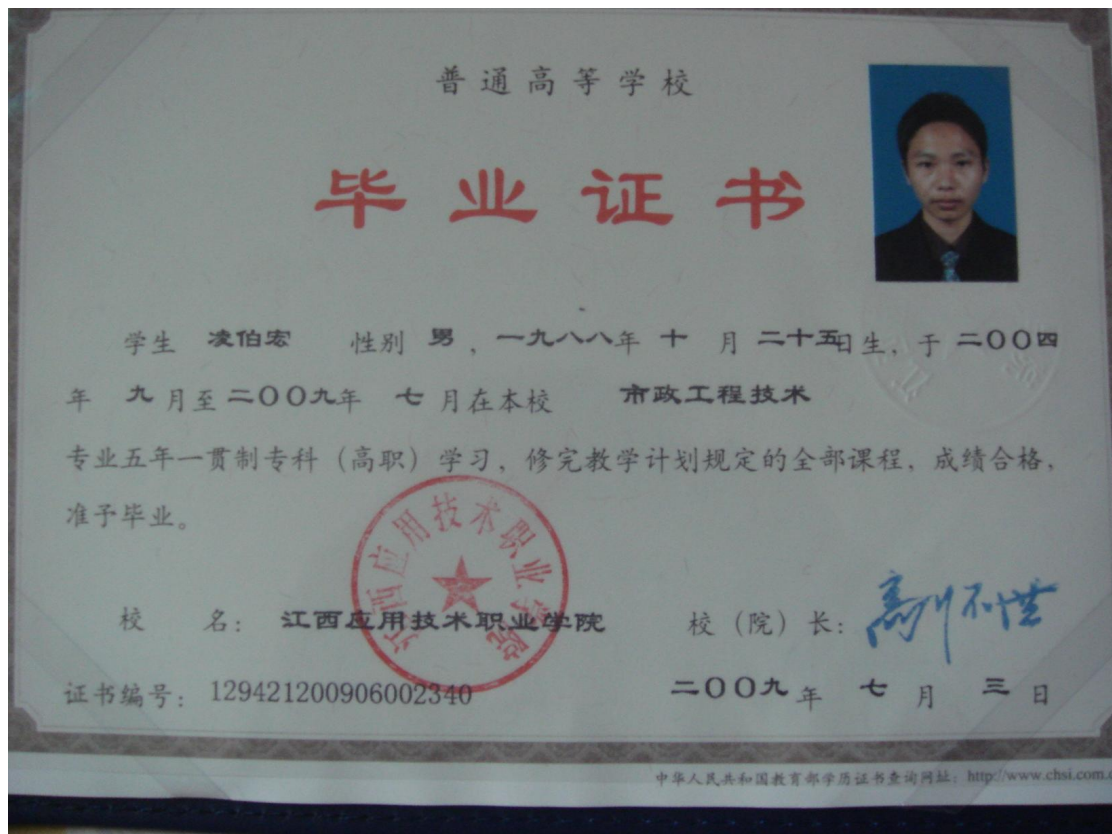 普通高等学校
毕业证书
学生 凌伯宏 性别 男，一九八八年 十 月 二十五日生，于 二〇〇四
年 九 月至 二〇〇九年 七 月在本校 市政工程技术
专业五年一贯制专科（高职）学习，修完教学计划规定的全部课程，成绩合格，
准予毕业。
江西应用技术职业学院
校 名： 江西应用技术职业学院 校（院）长：
证书编号： 129421200906002340 二〇〇九 年 七 月 三 日
中华人民共和国教育部学历证书查询网址：http://www.chsi.com.c